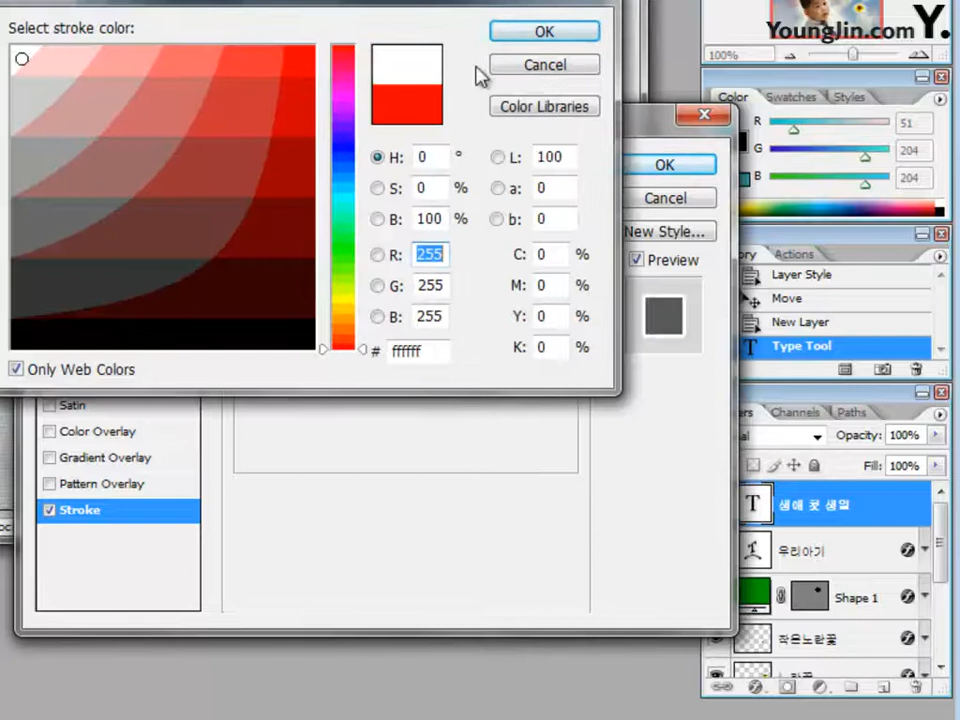 Select stroke color:
OK
Cancel
Color Libraries
H: 0 °
S: 0 %
B: 100 %
R: 255
G: 255
B: 255
# ffffff
L: 100
a: 0
b: 0
C: 0 %
M: 0 %
Y: 0 %
K: 0 %
Only Web Colors
OK
Cancel
New Style...
Preview
Satin
Color Overlay
Gradient Overlay
Pattern Overlay
Stroke
YoungJin.com Y.
100%
Color Swatches Styles
R 51
G 204
B 204
Actions
Layer Style
Move
New Layer
T Type Tool
Channels Paths
Opacity: 100%
Fill: 100%
T 생애 첫 생일
우리아기
Shape 1
작은노란꽃